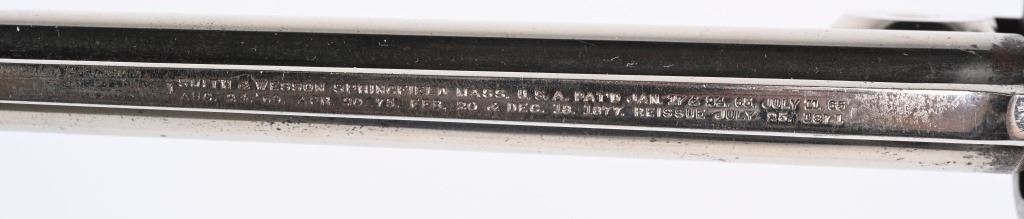 SMITH & WESSON SPRINGFIELD MASS. U.S.A. PAT'D JAN. 17 & 24, 65. JULY 11. 65
AUG. 24, 69. APR. 20 75. FEB. 20 & DEC. 18. 1877. REISSUE JULY 25. 1871